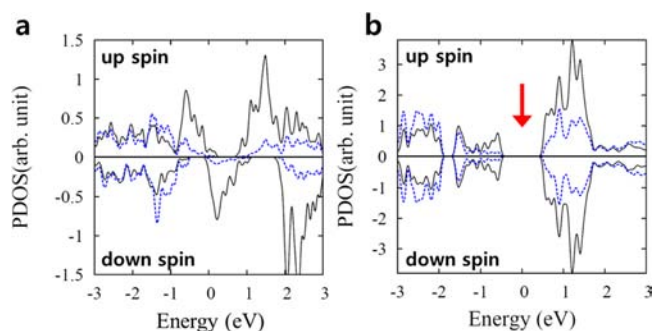 a
up spin
down spin
PDOS(arb. unit)
1.5
1
0.5
0
-0.5
-1
-1.5
-3 -2 -1 0 1 2 3
Energy (eV)
b
up spin
down spin
PDOS(arb. unit)
3
2
1
0
-1
-2
-3
-3 -2 -1 0 1 2 3
Energy (eV)